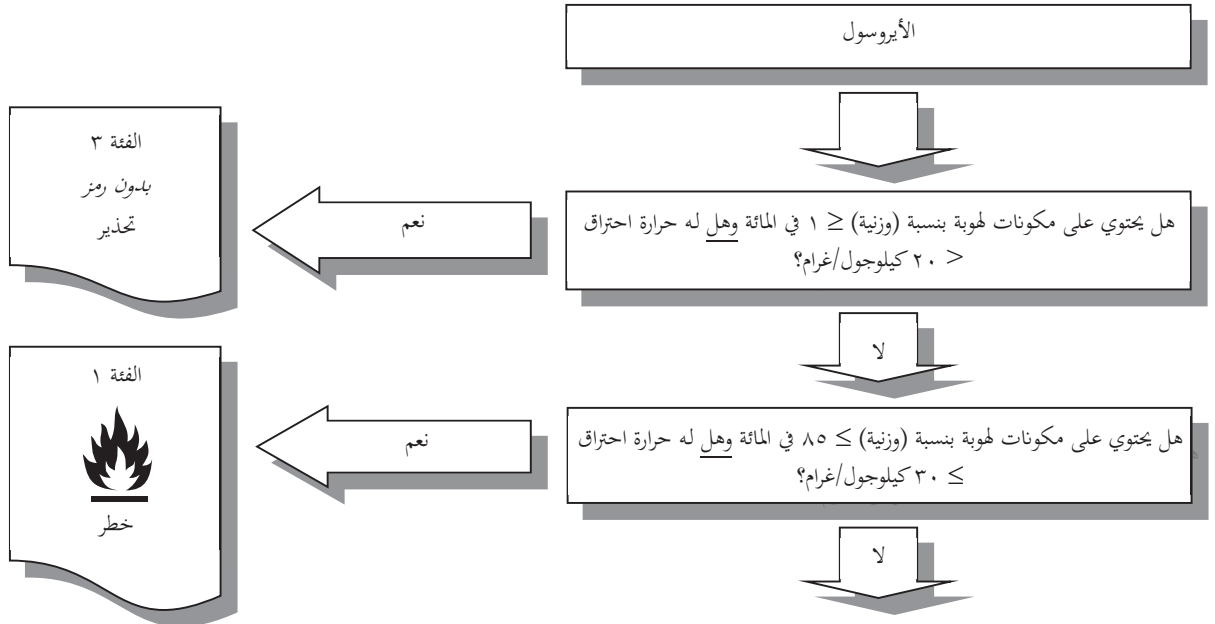 الأيروسول
هل يحتوي على مكونات لهوبة بنسبة (وزنية) ≤ ١ في المائة وهل له حرارة احتراق
< ٢٠ كيلوجول/غرام؟
نعم
الفئة ٣
بدون رمز
تحذير
لا
هل يحتوي على مكونات لهوبة بنسبة (وزنية) ≥ ٨٥ في المائة وهل له حرارة احتراق
≥ ٣٠ كيلوجول/غرام؟
نعم
الفئة ١
خطر
لا